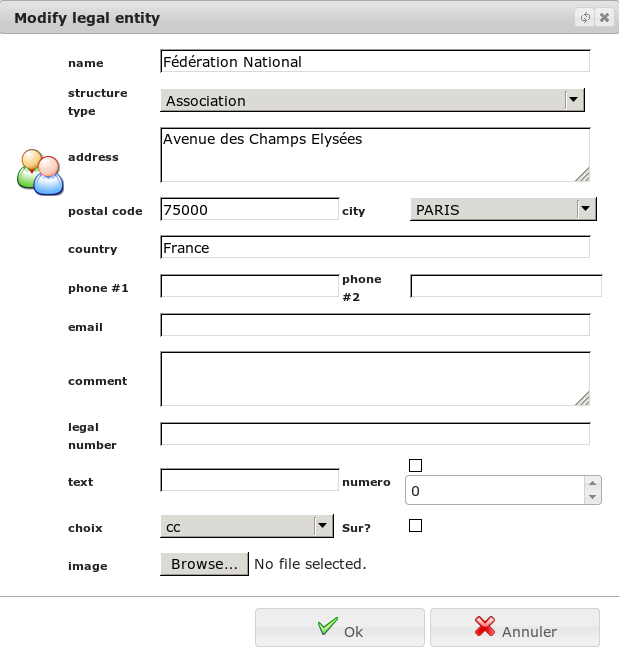 Modify legal entity
name Fédération National
structure type Association
address Avenue des Champs Elysées
postal code 75000 city PARIS
country France
phone #1 phone #2
email
comment
legal number
text numero 0
choix cc Sur?
image Browse... No file selected.
Ok Annuler